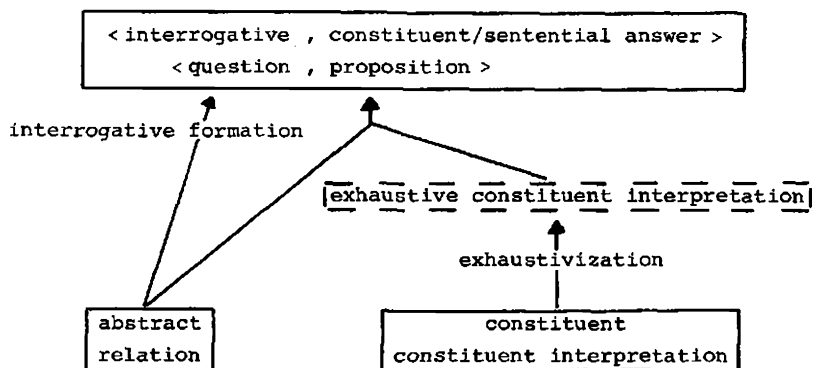 < interrogative , constituent/sentential answer >
< question , proposition >
interrogative formation
exhaustive constituent interpretation
exhaustivization
abstract
relation
constituent
constituent interpretation